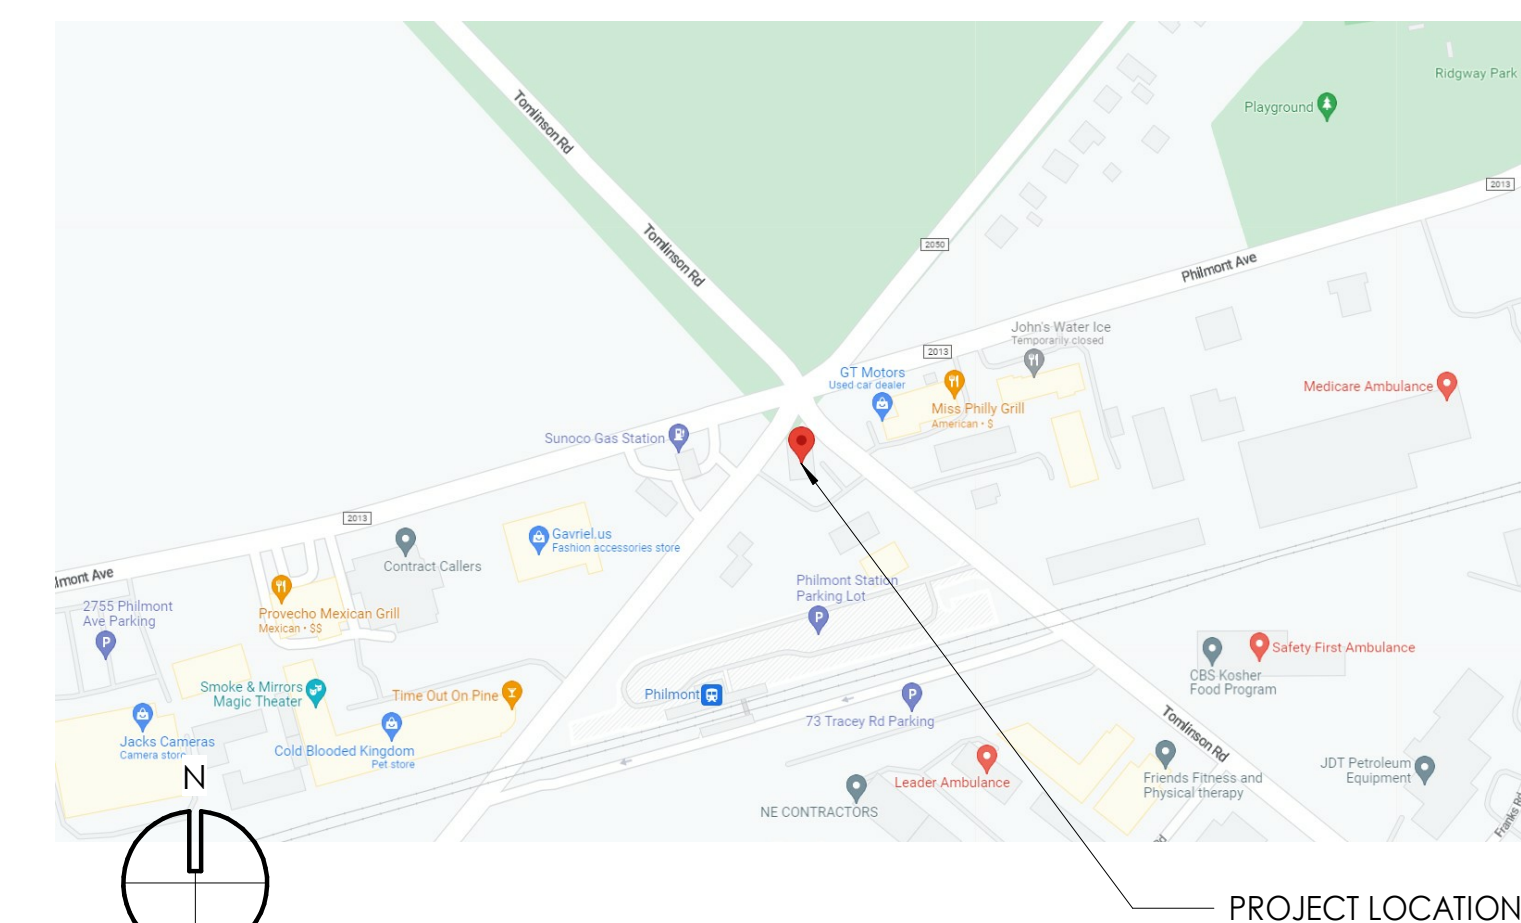 Ridgway Park
Playground
Tomlinson Rd
2013
Tomlinson Rd
2050
Philmont Ave
John's Water Ice
Temporarily closed
2013
GT Motors
Used car dealer
Miss Philly Grill
American • $
Medicare Ambulance
Sunoco Gas Station
2013
Gavriel.us
Fashion accessories store
Contract Callers
lmont Ave
2755 Philmont
Ave Parking
P
Provecho Mexican Grill
Mexican • $$
Philmont Station
Parking Lot
P
Safety First Ambulance
CBS Kosher
Food Program
Smoke & Mirrors
Magic Theater
Time Out On Pine
Philmont
P
73 Tracey Rd Parking
Tomlinson Rd
Jacks Cameras
Camera store
Cold Blooded Kingdom
Pet store
Leader Ambulance
Friends Fitness and
Physical therapy
JDT Petroleum
Equipment
NE CONTRACTORS
Franks Rd
Rd
N
PROJECT LOCATION